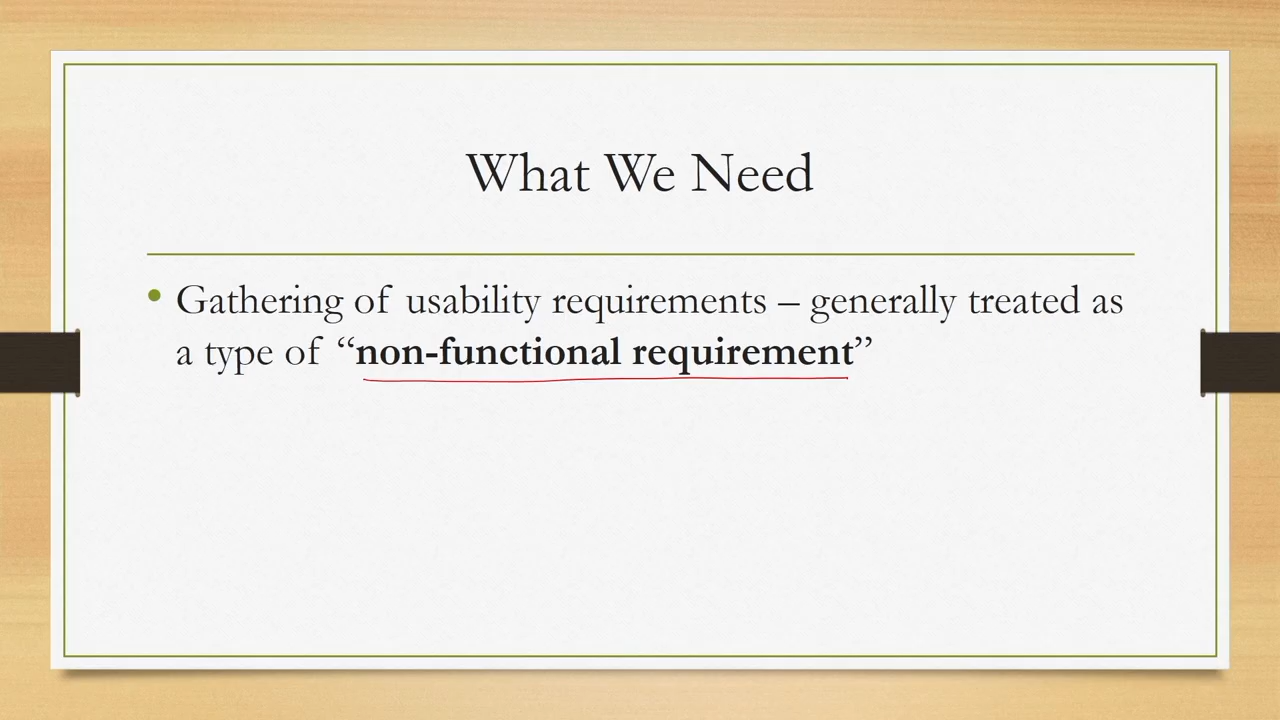 What We Need
• Gathering of usability requirements – generally treated as
a type of “non-functional requirement”